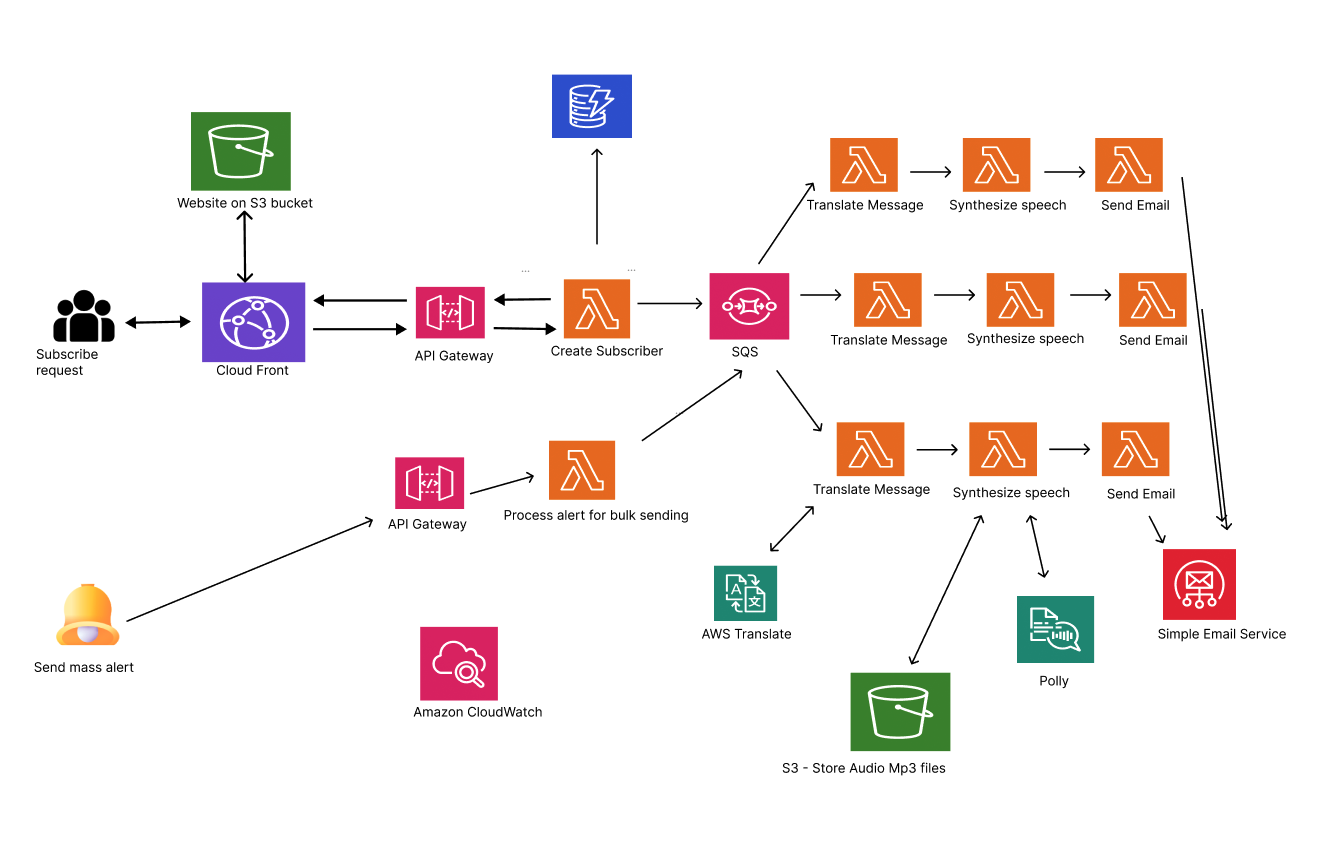 Website on S3 bucket
Translate Message
Synthesize speech
Send Email
...
...
Subscribe
request
Cloud Front
API Gateway
Create Subscriber
SQS
Translate Message
Synthesize speech
Send Email
API Gateway
Process alert for bulk sending
Translate Message
Synthesize speech
Send Email
Send mass alert
Amazon CloudWatch
A
文
AWS Translate
Polly
Simple Email Service
S3 - Store Audio Mp3 files